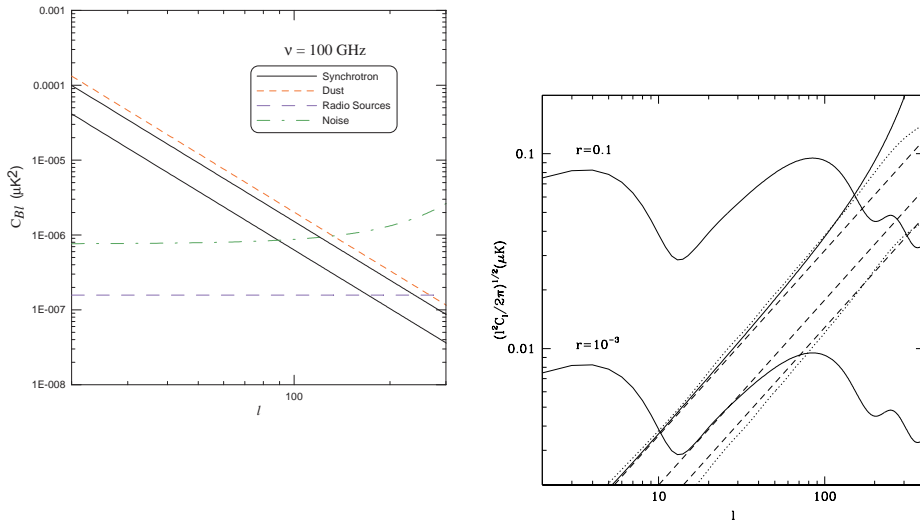 0.001
0.0001
1E-005
1E-006
1E-007
1E-008
C_Bl (μK2)
ν = 100 GHz
Synchrotron
Dust
Radio Sources
Noise
100
l
(l²C_l/2π)^1/2(μK)
0.1
0.01
r=0.1
r=10⁻³
10
100
l